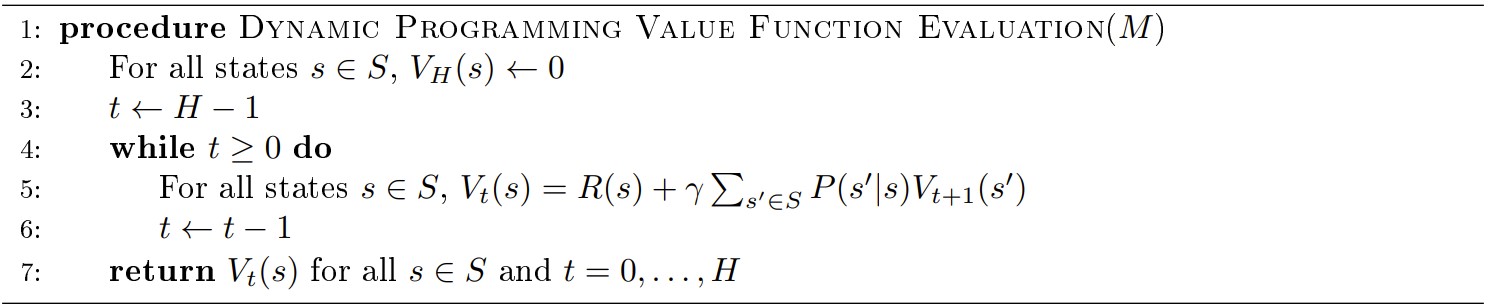 1: procedure DYNAMIC PROGRAMMING VALUE FUNCTION EVALUATION(M)
2: For all states s ∈ S, V_H(s) ← 0
3: t ← H − 1
4: while t ≥ 0 do
5: For all states s ∈ S, V_t(s) = R(s) + γ ∑_{s'∈S} P(s'|s)V_{t+1}(s')
6: t ← t − 1
7: return V_t(s) for all s ∈ S and t = 0, . . . , H